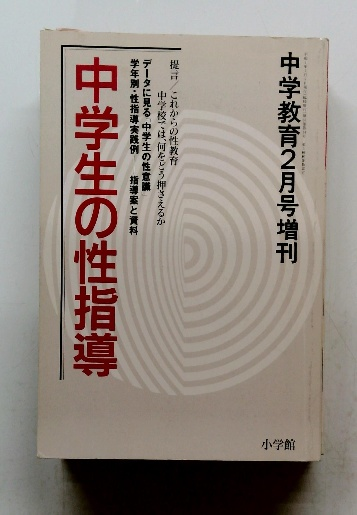 中学教育2月号増刊
提言／これからの性教育
中学校では、何をどう押さえるか
データに見る「中学生の性意識」
学年別・性指導実践例　指導案と資料
中学生の性指導
小学館